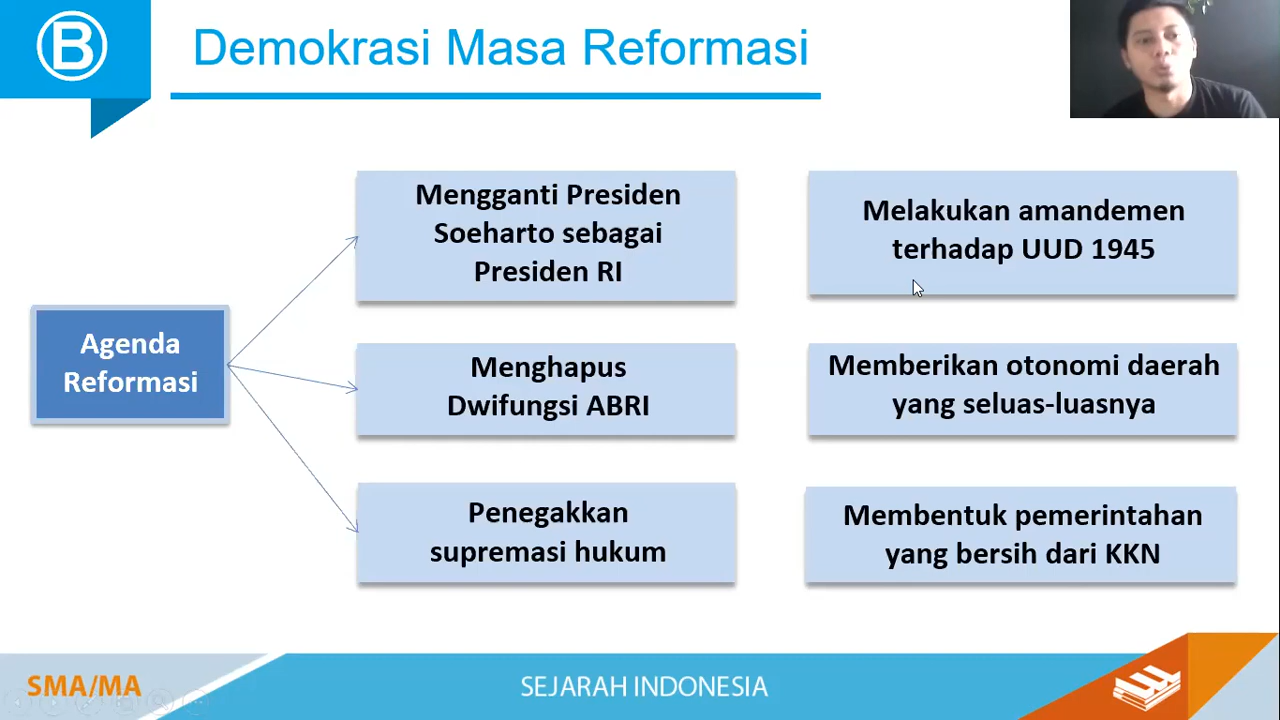 B
Demokrasi Masa Reformasi
Agenda
Reformasi
Mengganti Presiden
Soeharto sebagai
Presiden RI
Menghapus
Dwifungsi ABRI
Penegakkan
supremasi hukum
Melakukan amandemen
terhadap UUD 1945
Memberikan otonomi daerah
yang seluas-luasnya
Membentuk pemerintahan
yang bersih dari KKN
SMA/MA
SEJARAH INDONESIA